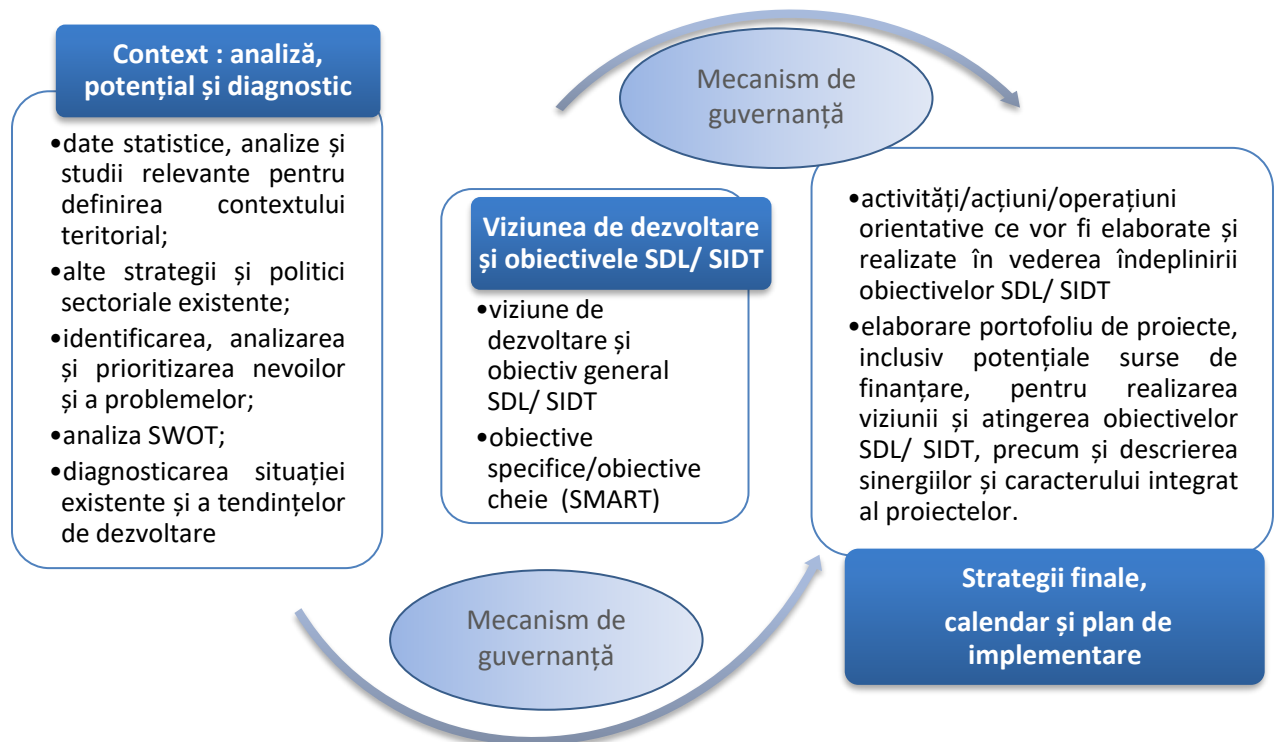 Context : analiză,
potențial și diagnostic
•date statistice, analize și
studii relevante pentru
definirea contextului
teritorial;
•alte strategii și politici
sectoriale existente;
•identificarea, analizarea
și prioritizarea nevoilor
și a problemelor;
•analiza SWOT;
•diagnosticarea situației
existente și a tendințelor
de dezvoltare
Mecanism de
guvernanță
Viziunea de dezvoltare
și obiectivele SDL/ SIDT
•viziune de
dezvoltare și
obiectiv general
SDL/ SIDT
•obiective
specifice/obiective
cheie (SMART)
Mecanism de
guvernanță
•activități/acțiuni/operațiuni
orientative ce vor fi elaborate și
realizate în vederea îndeplinirii
obiectivelor SDL/ SIDT
•elaborare portofoliu de proiecte,
inclusiv potențiale surse de
finanțare, pentru realizarea
viziunii și atingerea obiectivelor
SDL/ SIDT, precum și descrierea
sinergiilor și caracterului integrat
al proiectelor.
Strategii finale,
calendar și plan de
implementare